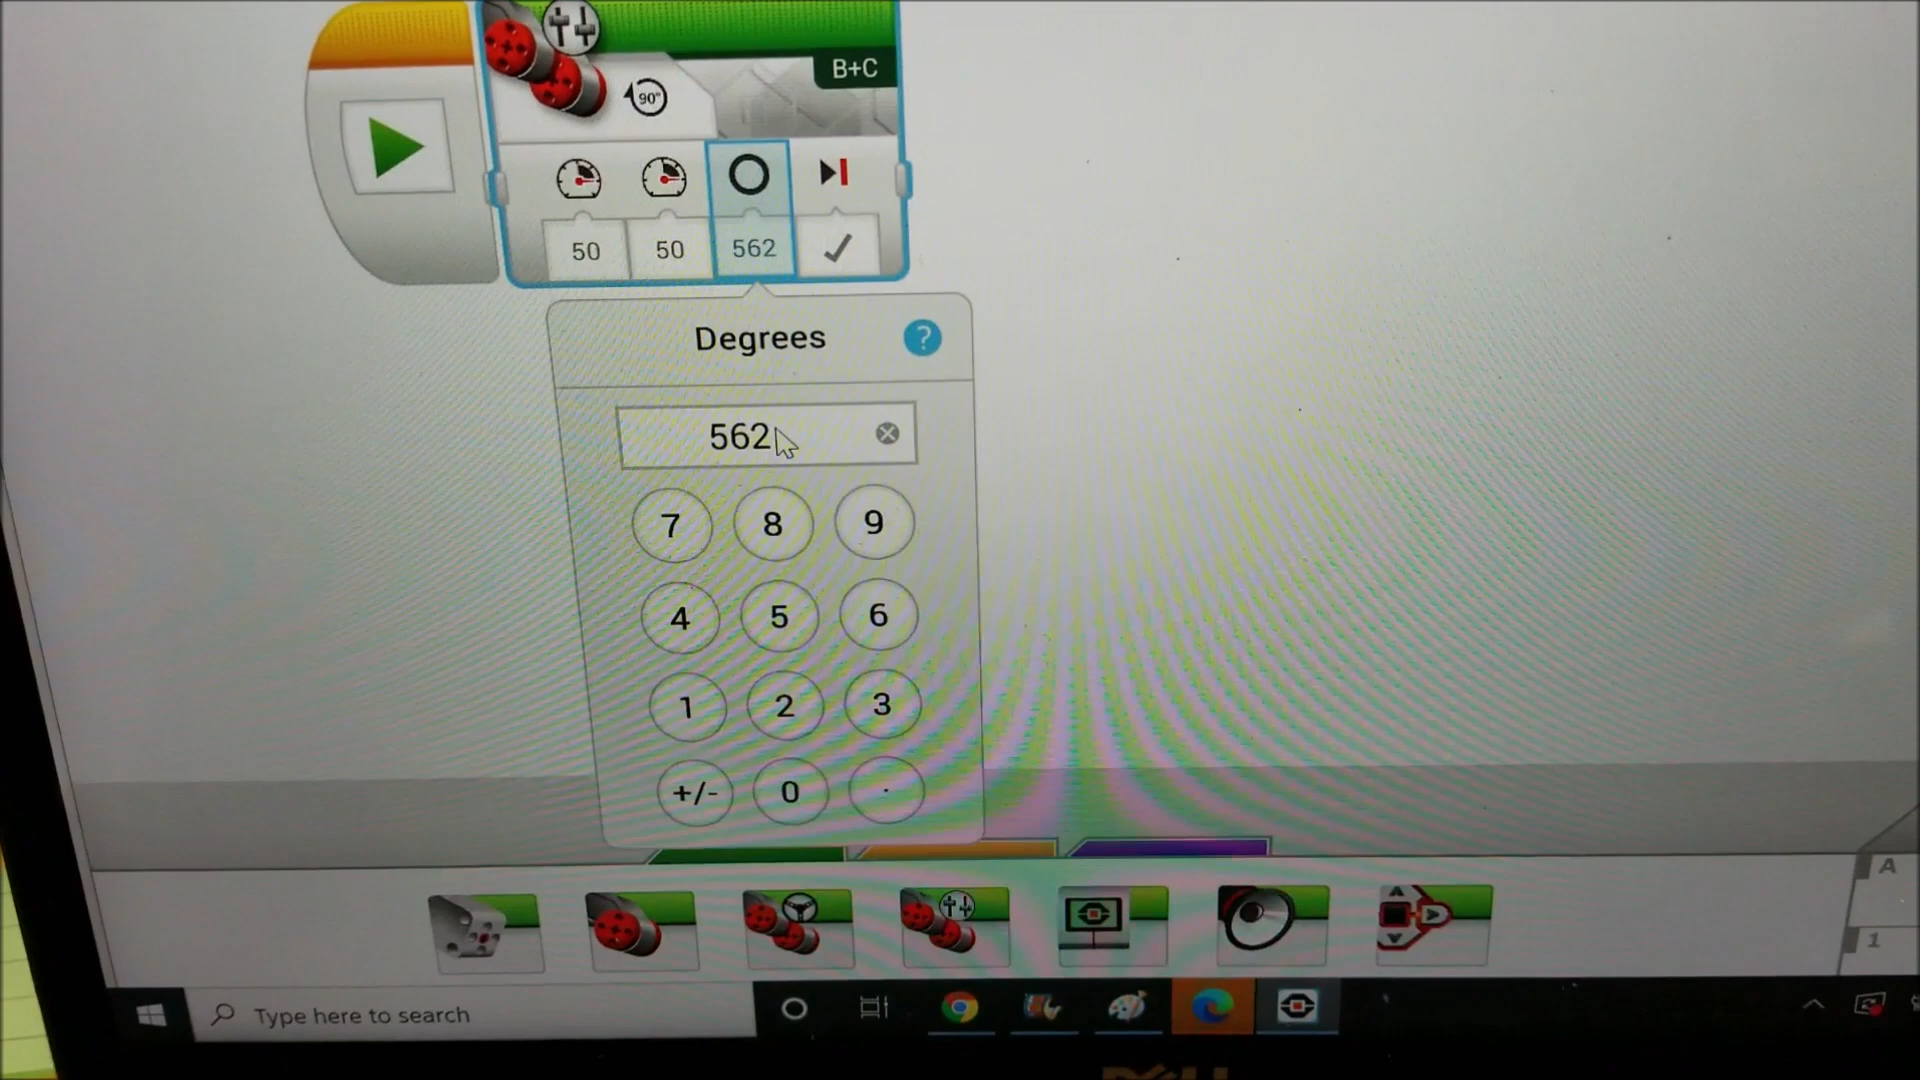 B+C
90°
50 50 562
Degrees ?
562
7 8 9
4 5 6
1 2 3
+/- 0 .
A
1
Type here to search
DELL